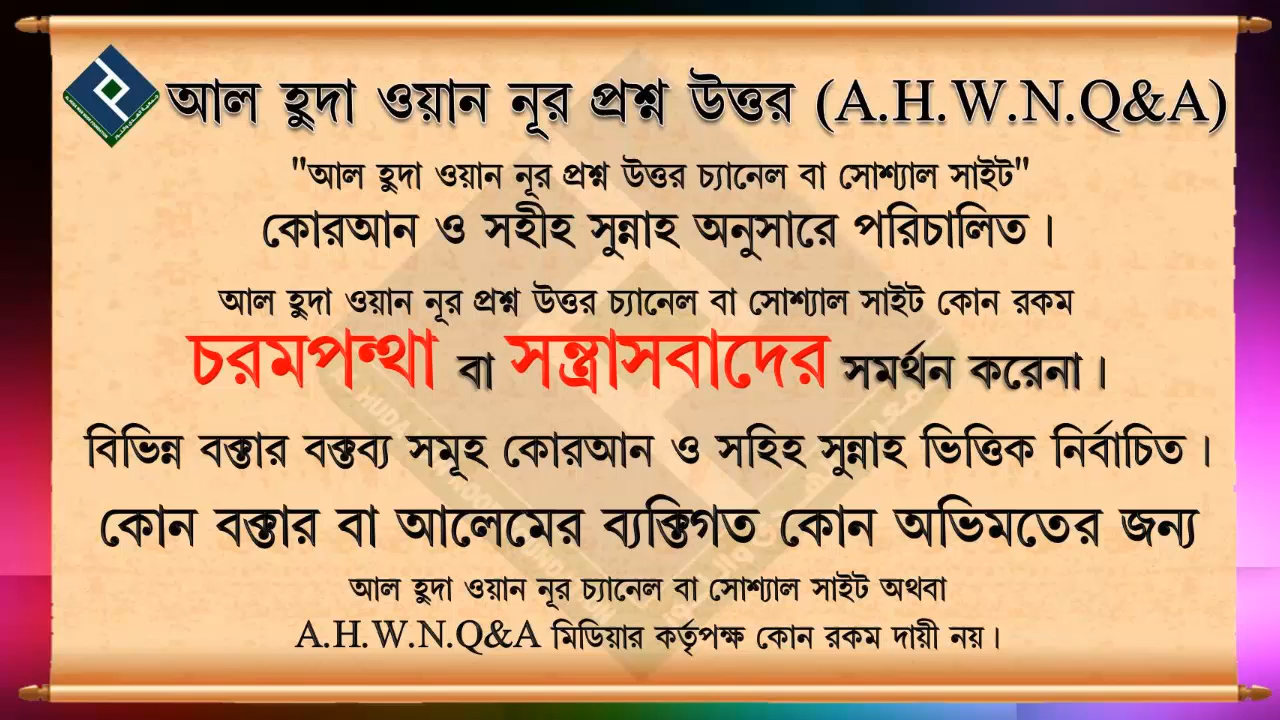 আল হুদা ওয়ান নূর প্রশ্ন উত্তর (A.H.W.N.Q&A)
"আল হুদা ওয়ান নূর প্রশ্ন উত্তর চ্যানেল বা সোশ্যাল সাইট"
কোরআন ও সহীহ সুন্নাহ অনুসারে পরিচালিত।
আল হুদা ওয়ান নূর প্রশ্ন উত্তর চ্যানেল বা সোশ্যাল সাইট কোন রকম
চরমপন্থা বা সন্ত্রাসবাদের সমর্থন করেনা।
বিভিন্ন বক্তার বক্তব্য সমূহ কোরআন ও সহিহ সুন্নাহ ভিত্তিক নির্বাচিত।
কোন বক্তার বা আলেমের ব্যক্তিগত কোন অভিমতের জন্য
আল হুদা ওয়ান নূর চ্যানেল বা সোশ্যাল সাইট অথবা
A.H.W.N.Q&A মিডিয়ার কর্তৃপক্ষ কোন রকম দায়ী নয়।